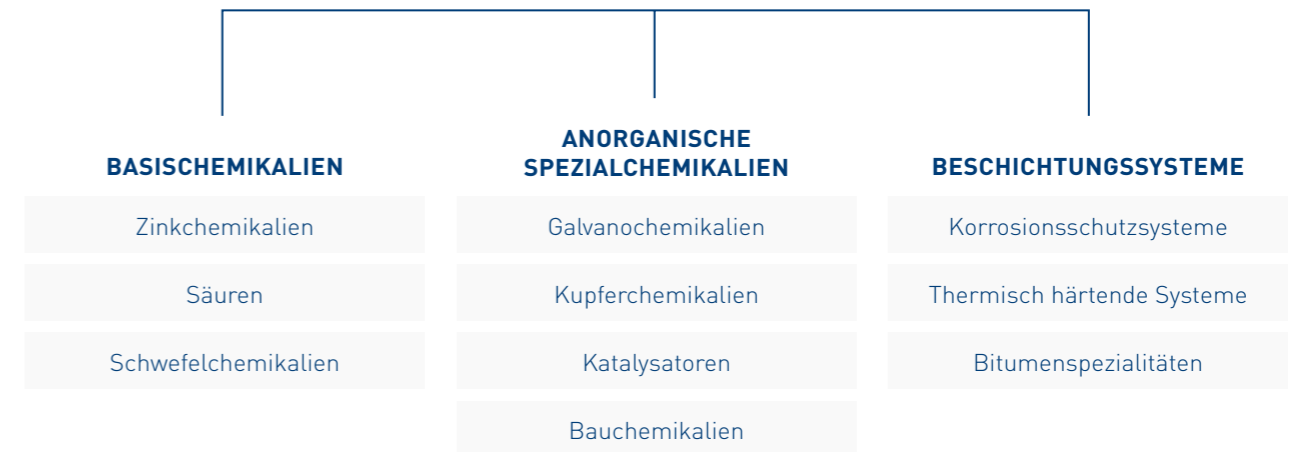 BASISCHEMIKALIEN
Zinkchemikalien
Säuren
Schwefelchemikalien
ANORGANISCHE
SPEZIALCHEMIKALIEN
Galvanochemikalien
Kupferchemikalien
Katalysatoren
Bauchemikalien
BESCHICHTUNGSSYSTEME
Korrosionsschutzsysteme
Thermisch härtende Systeme
Bitumenspezialitäten